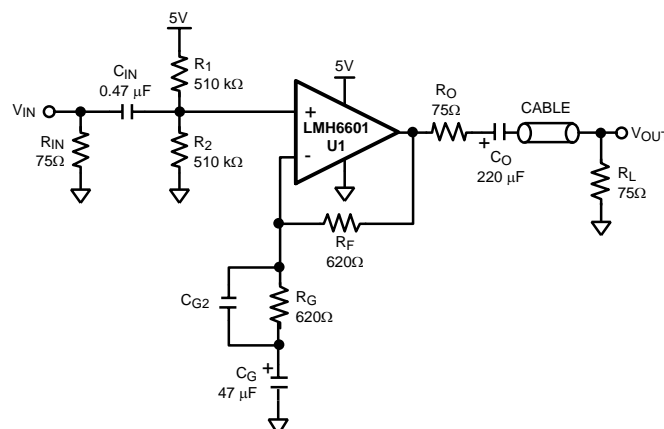 5V
R1
510 kΩ
CIN
0.47 µF
VIN
RIN
75Ω
R2
510 kΩ
5V
+
LMH6601
U1
-
RO
75Ω
+
CO
220 µF
CABLE
VOUT
RL
75Ω
RF
620Ω
CG2
RG
620Ω
CG
47 µF
+